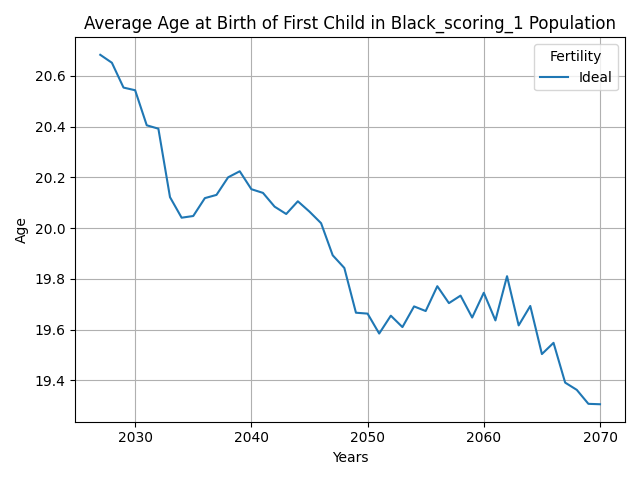 Average Age at Birth of First Child in Black_scoring_1 Population
Fertility
Ideal
20.6
20.4
20.2
20.0
19.8
19.6
19.4
Age
2030
2040
2050
2060
2070
Years